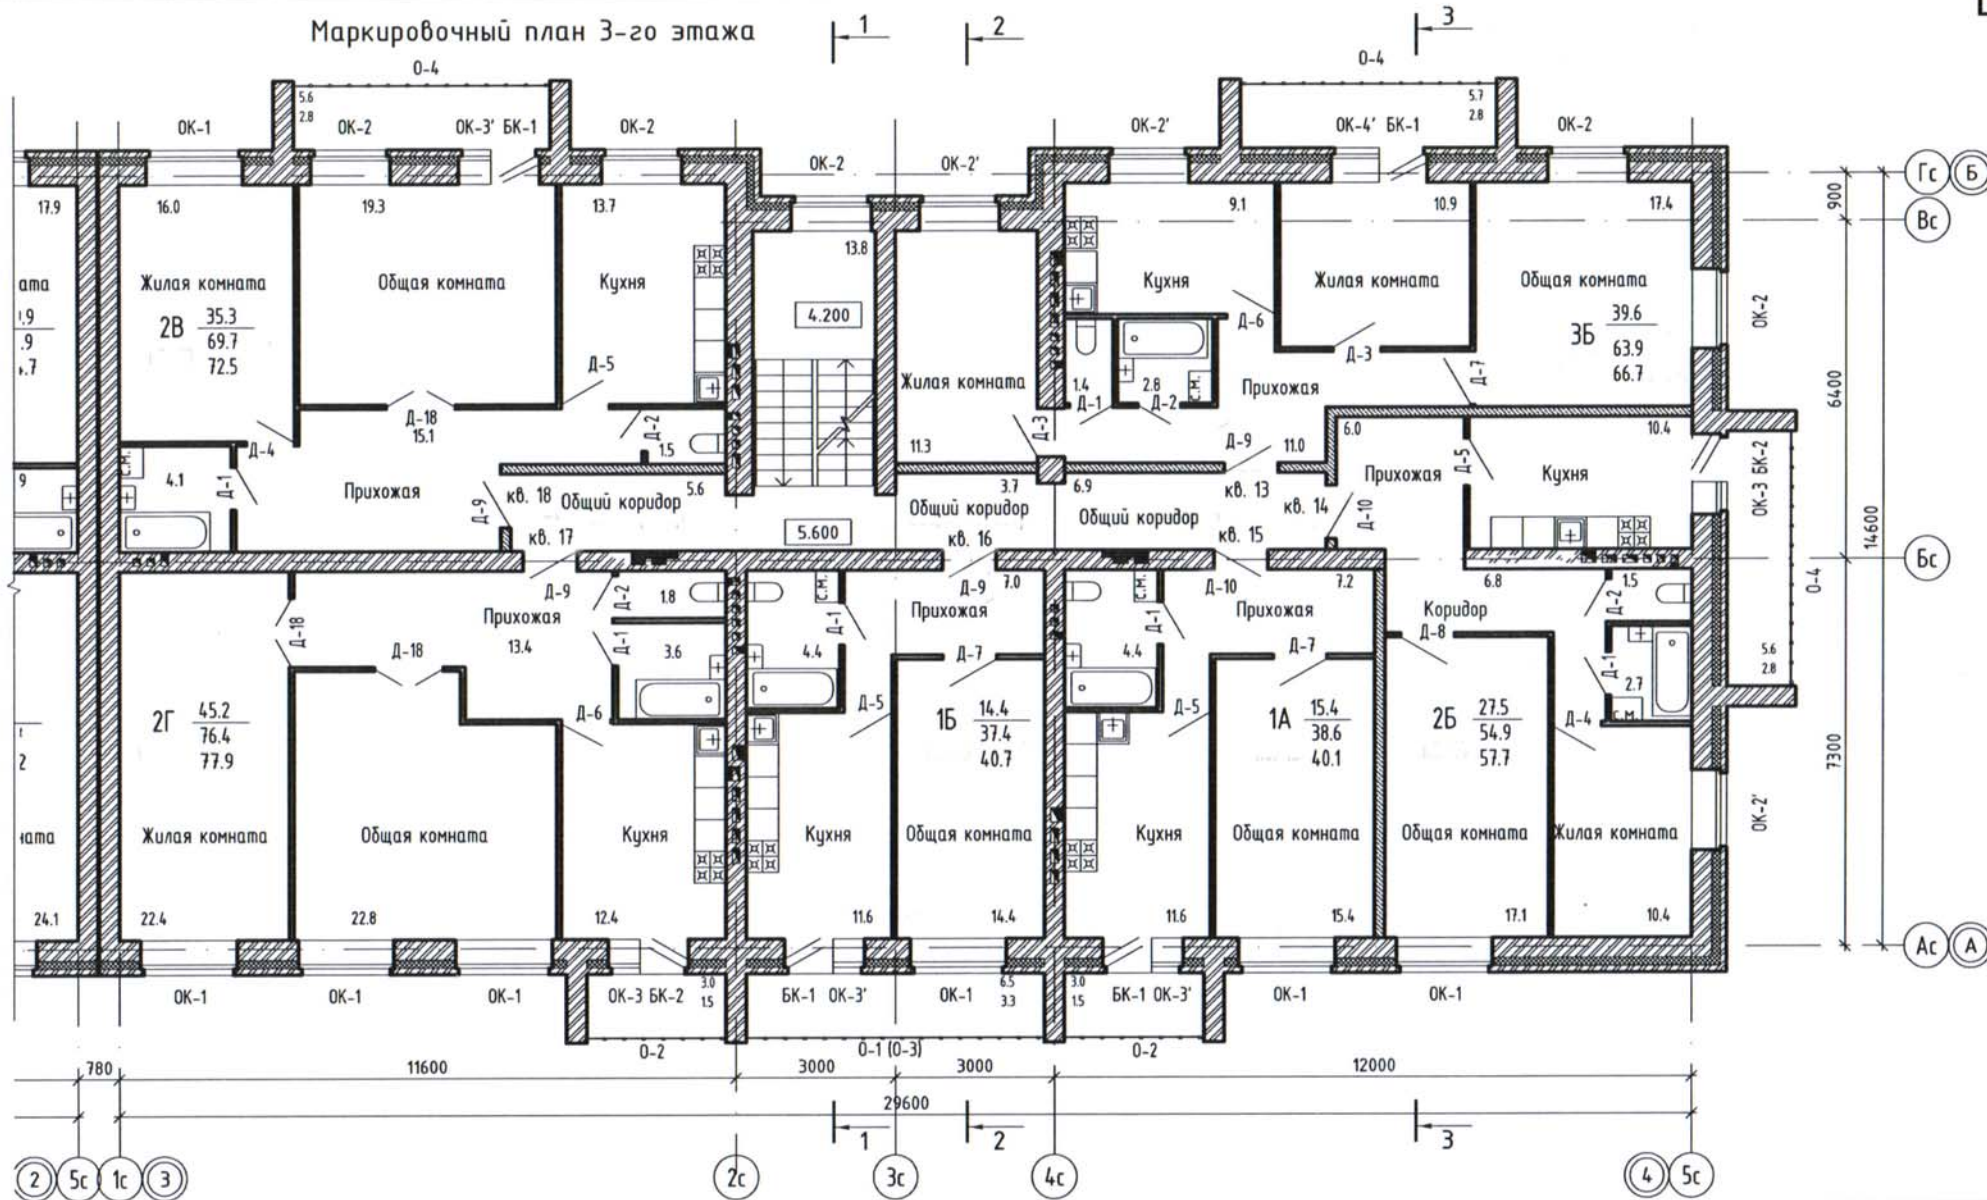 Маркировочный план 3-го этажа
1
2
3
О-4
О-4
5.6
2.8
5.7
2.8
ОК-1
ОК-2
ОК-3' БК-1
ОК-2
ОК-2
ОК-2'
ОК-2'
ОК-4' БК-1
ОК-2
Гс
Б
17.9
16.0
19.3
13.7
13.8
9.1
10.9
17.4
900
Вс
Жилая комната
Общая комната
Кухня
Кухня
Жилая комната
Общая комната
ОК-2
2В
35.3
69.7
72.5
4.200
Д-6
Д-3
3Б
39.6
63.9
66.7
6400
Д-5
Жилая комната
1.4
2.8
С.М.
Прихожая
Д-7
Д-1
Д-2
Д-18
15.1
Д-2
1.5
11.3
Д-3
Д-9
11.0
6.0
10.4
Д-4
С.М.
4.1
Д-1
Прихожая
Д-9
кв. 18
Общий коридор
5.6
3.7
6.9
кв. 13
кв. 14
Прихожая
Д-5
Кухня
ОК-3 БК-2
кв. 17
5.600
Общий коридор
кв. 16
Общий коридор
кв. 15
Д-10
14600
Бс
Д-9
Д-2
1.8
С.М.
Д-9
7.0
С.М.
Д-10
7.2
6.8
1.5
О-4
Д-18
Прихожая
13.4
Д-1
3.6
Д-1
Прихожая
Д-1
Прихожая
Коридор
Д-2
Д-18
4.4
Д-7
4.4
Д-7
Д-8
Д-1
2.7
С.М.
5.6
2.8
2Г
45.2
76.4
77.9
Д-6
Д-5
1Б
14.4
37.4
40.7
Д-5
1А
15.4
38.6
40.1
2Б
27.5
54.9
57.7
Д-4
7300
Жилая комната
Общая комната
Кухня
Кухня
Общая комната
Кухня
Общая комната
Общая комната
Жилая комната
ОК-2'
24.1
22.4
22.8
12.4
11.6
14.4
11.6
15.4
17.1
10.4
Ас
А
ОК-1
ОК-1
ОК-1
ОК-3 БК-2
3.0
1.5
БК-1 ОК-3'
ОК-1
6.5
3.3
3.0
1.5
БК-1 ОК-3'
ОК-1
ОК-1
О-2
О-1 (О-3)
О-2
780
11600
3000
3000
12000
29600
1
2
3
2
5с
1с
3
2с
3с
4с
4
5с